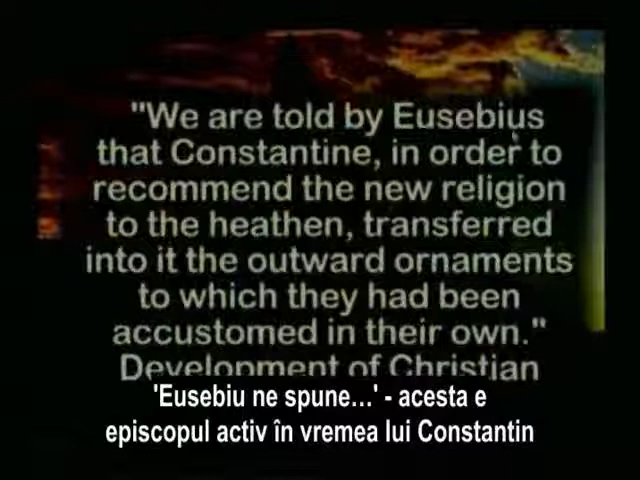 "We are told by Eusebius
that Constantine, in order to
recommend the new religion
to the heathen, transferred
into it the outward ornaments
to which they had been
accustomed in their own."
Development of Christian
'Eusebiu ne spune…' - acesta e
episcopul activ în vremea lui Constantin